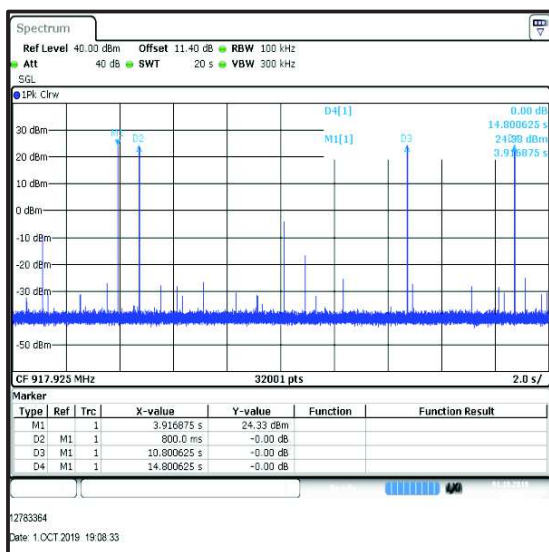 Spectrum
Ref Level 40.00 dBm Offset 11.40 dB RBW 100 kHz
Att 40 dB SWT 20 s VBW 300 kHz
SGL
1Pk Clrw
D4[1] 0.00 dB
14.800625 s
M1[1] 24.33 dBm
3.916875 s
30 dBm
D2
D3
20 dBm
10 dBm
0 dBm
-10 dBm
-20 dBm
-30 dBm
-50 dBm
CF 917.925 MHz 32001 pts 2.0 s/
Marker
Type Ref Trc X-value Y-value Function Function Result
M1 1 3.916875 s 24.33 dBm
D2 M1 1 800.0 ms -0.00 dB
D3 M1 1 10.800625 s -0.00 dB
D4 M1 1 14.800625 s -0.00 dB
12783364
Date: 1.OCT.2019 19:08:33